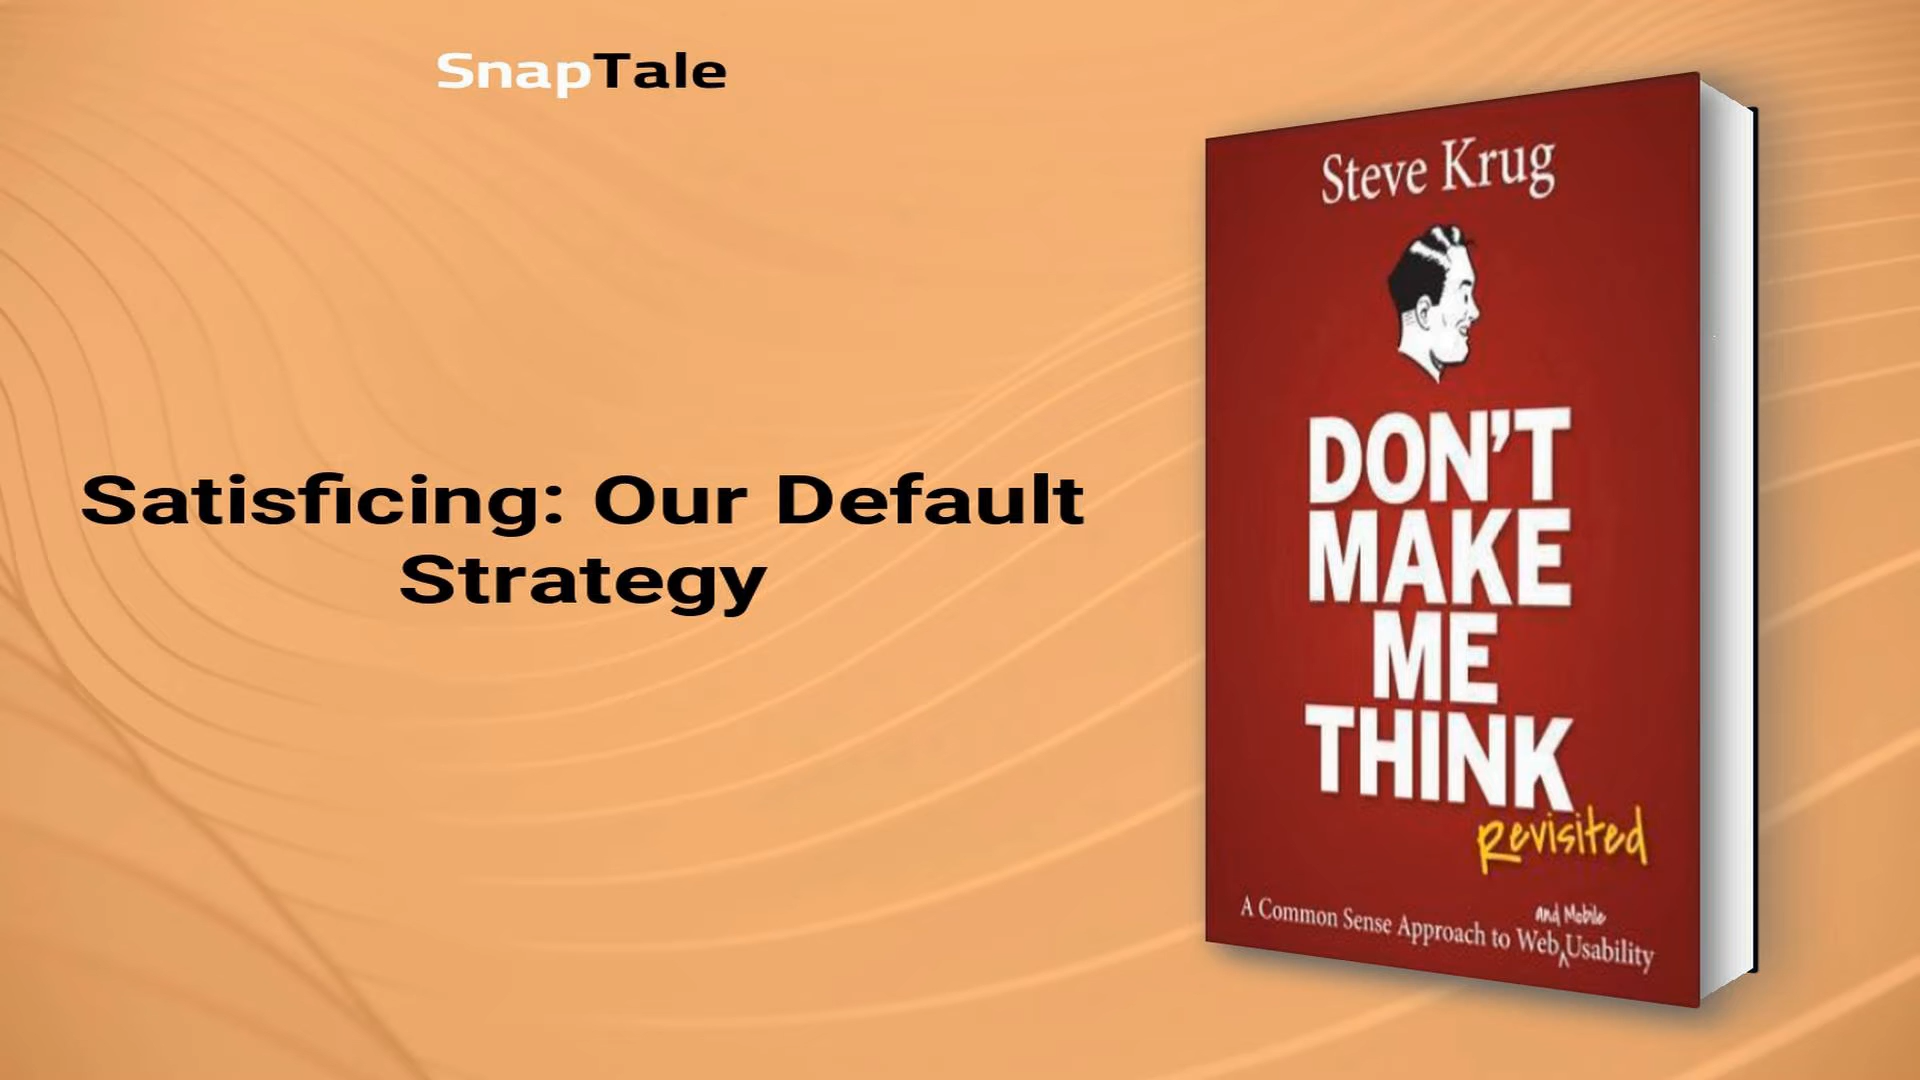 SnapTale
Satisficing: Our Default
Strategy
Steve Krug
DON'T
MAKE
ME
THINK
Revisited
and Mobile
A Common Sense Approach to Web Usability